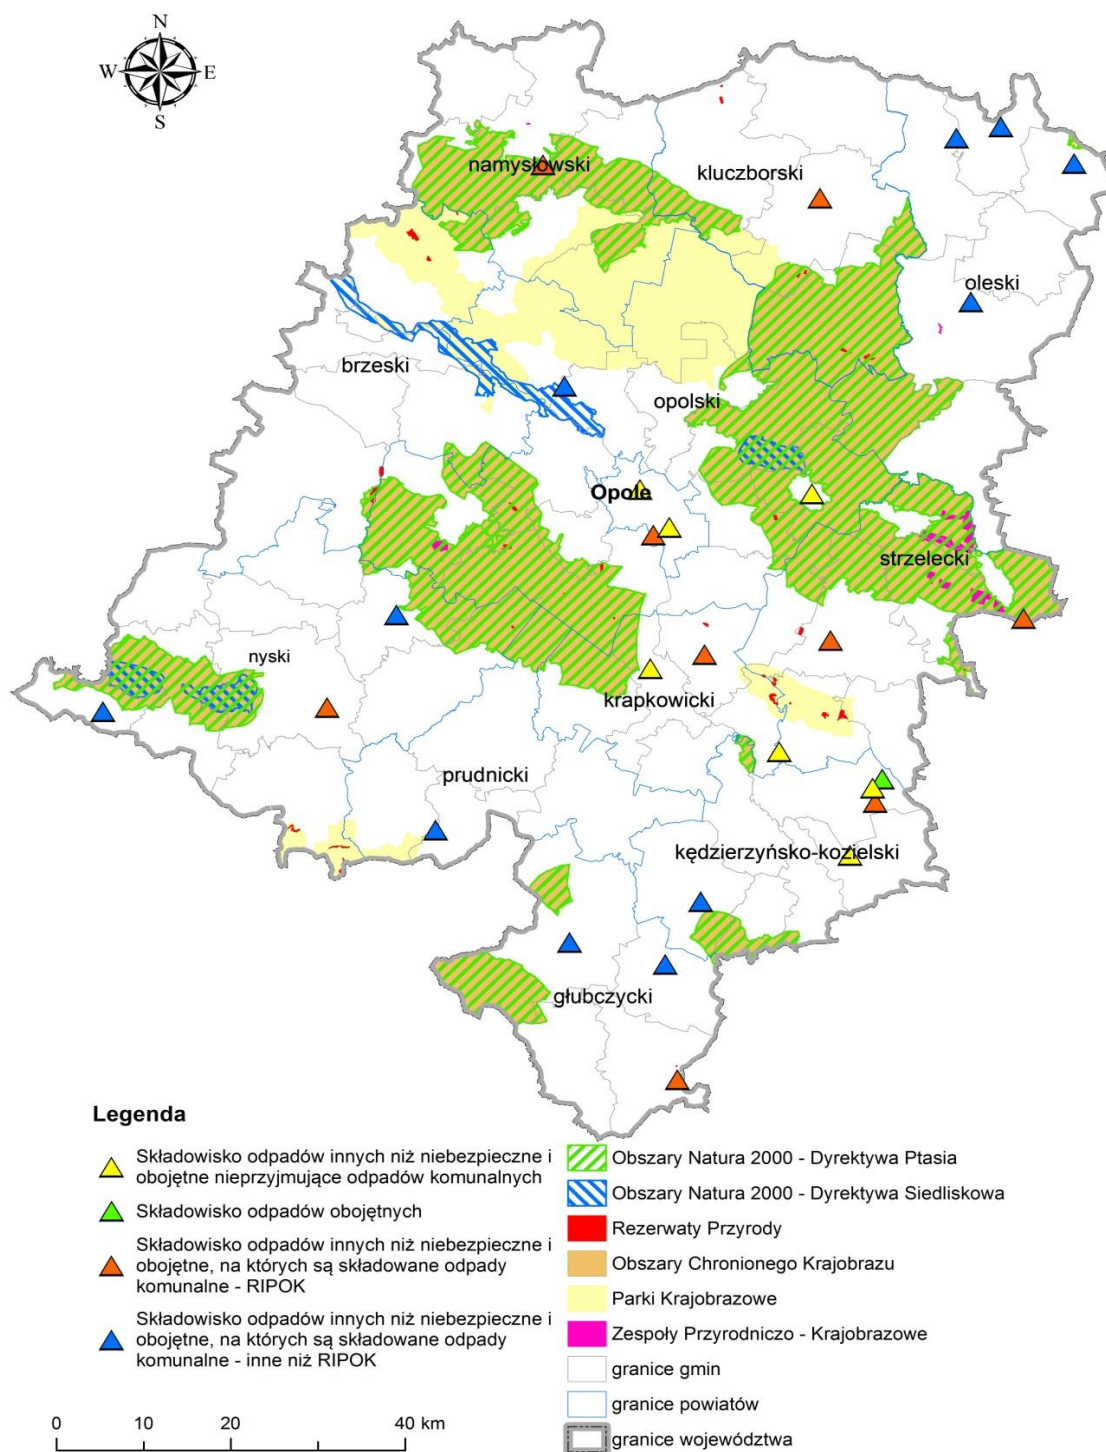 N
W E
S
namysłowski
kluczborski
oleski
brzeski
opolski
Opole
strzelecki
nyski
krapkowicki
prudnicki
kędzierzyńsko-kozielski
głubczycki
Legenda
Składowisko odpadów innych niż niebezpieczne i
obojętne nieprzyjmujące odpadów komunalnych
Składowisko odpadów obojętnych
Składowisko odpadów innych niż niebezpieczne i
obojętne, na których są składowane odpady
komunalne - RIPOK
Składowisko odpadów innych niż niebezpieczne i
obojętne, na których są składowane odpady
komunalne - inne niż RIPOK
Obszary Natura 2000 - Dyrektywa Ptasia
Obszary Natura 2000 - Dyrektywa Siedliskowa
Rezerwaty Przyrody
Obszary Chronionego Krajobrazu
Parki Krajobrazowe
Zespoły Przyrodniczo - Krajobrazowe
granice gmin
granice powiatów
granice województwa
0 10 20 40 km